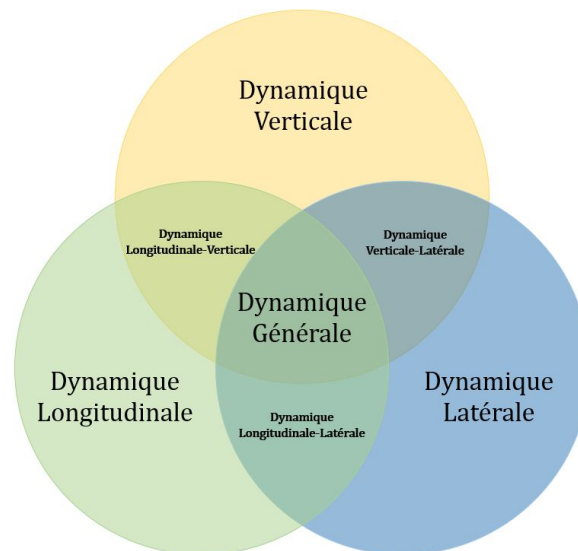 Dynamique
Verticale
Dynamique
Longitudinale-Verticale
Dynamique
Verticale-Latérale
Dynamique
Générale
Dynamique
Longitudinale
Dynamique
Latérale
Dynamique
Longitudinale-Latérale